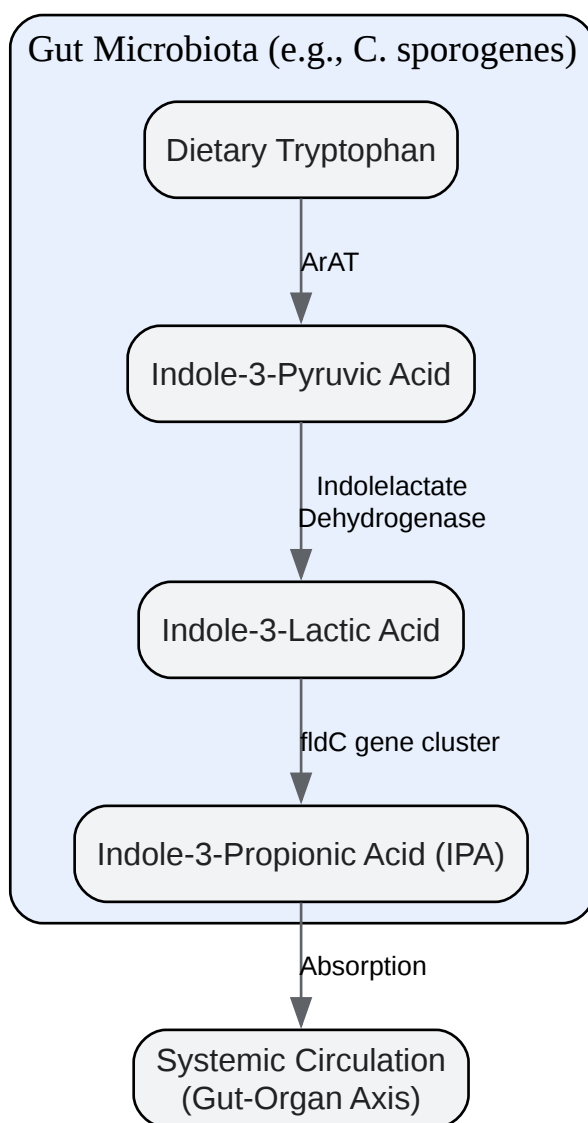 Gut Microbiota (e.g., C. sporogenes)
Dietary Tryptophan
ArAT
Indole-3-Pyruvic Acid
Indolelactate
Dehydrogenase
Indole-3-Lactic Acid
fldC gene cluster
Indole-3-Propionic Acid (IPA)
Absorption
Systemic Circulation
(Gut-Organ Axis)